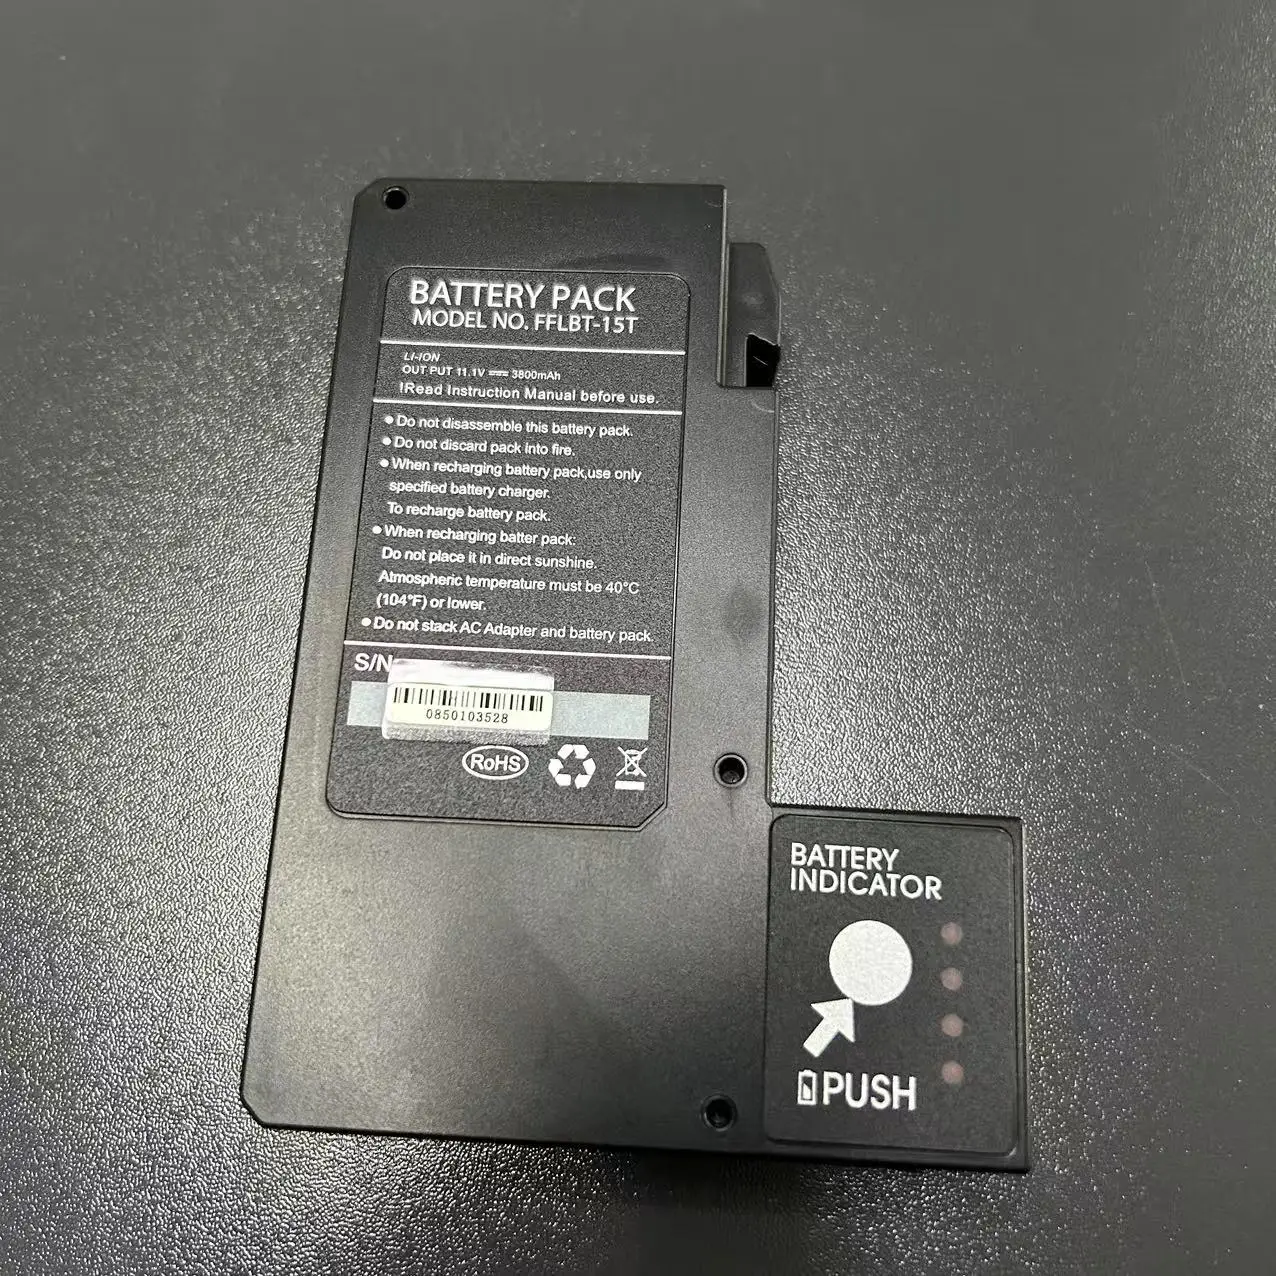 BATTERY PACK
MODEL NO. FFLBT-15T
LI-ION
OUT PUT 11.1V ⎓ 3800mAh
!Read Instruction Manual before use.
● Do not disassemble this battery pack.
● Do not discard pack into fire.
● When recharging battery pack,use only
specified battery charger.
To recharge battery pack.
● When recharging batter pack:
Do not place it in direct sunshine.
Atmospheric temperature must be 40°C
(104°F) or lower.
● Do not stack AC Adapter and battery pack.
S/N
0850103528
RoHS
BATTERY
INDICATOR
PUSH